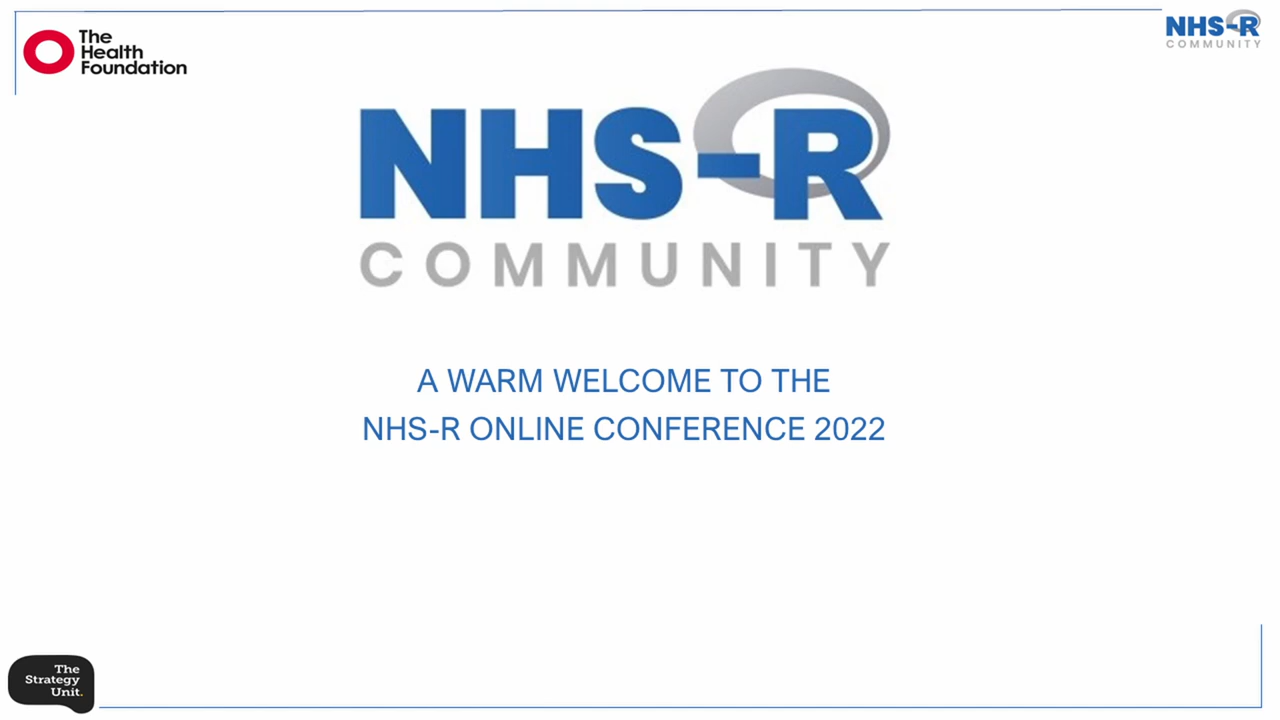 The
Health
Foundation
NHS-R
COMMUNITY
NHS-R
COMMUNITY
A WARM WELCOME TO THE
NHS-R ONLINE CONFERENCE 2022
The
Strategy
Unit.